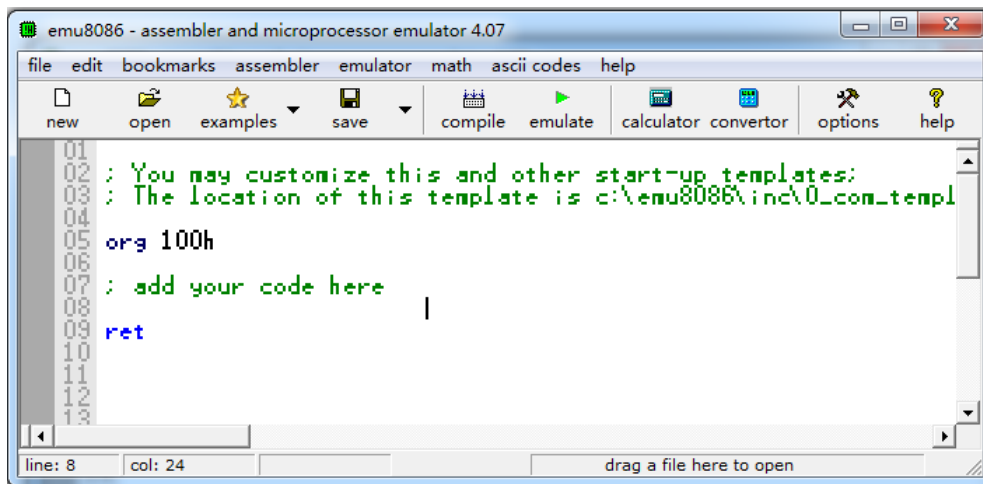 emu8086 - assembler and microprocessor emulator 4.07
file edit bookmarks assembler emulator math ascii codes help
new open examples save compile emulate calculator convertor options help
01
02 ; You may customize this and other start-up templates;
03 ; The location of this template is c:\emu8086\inc\0_com_templ
04
05 org 100h
06
07 ; add your code here
08
09 ret
10
11
12
13
line: 8 col: 24 drag a file here to open